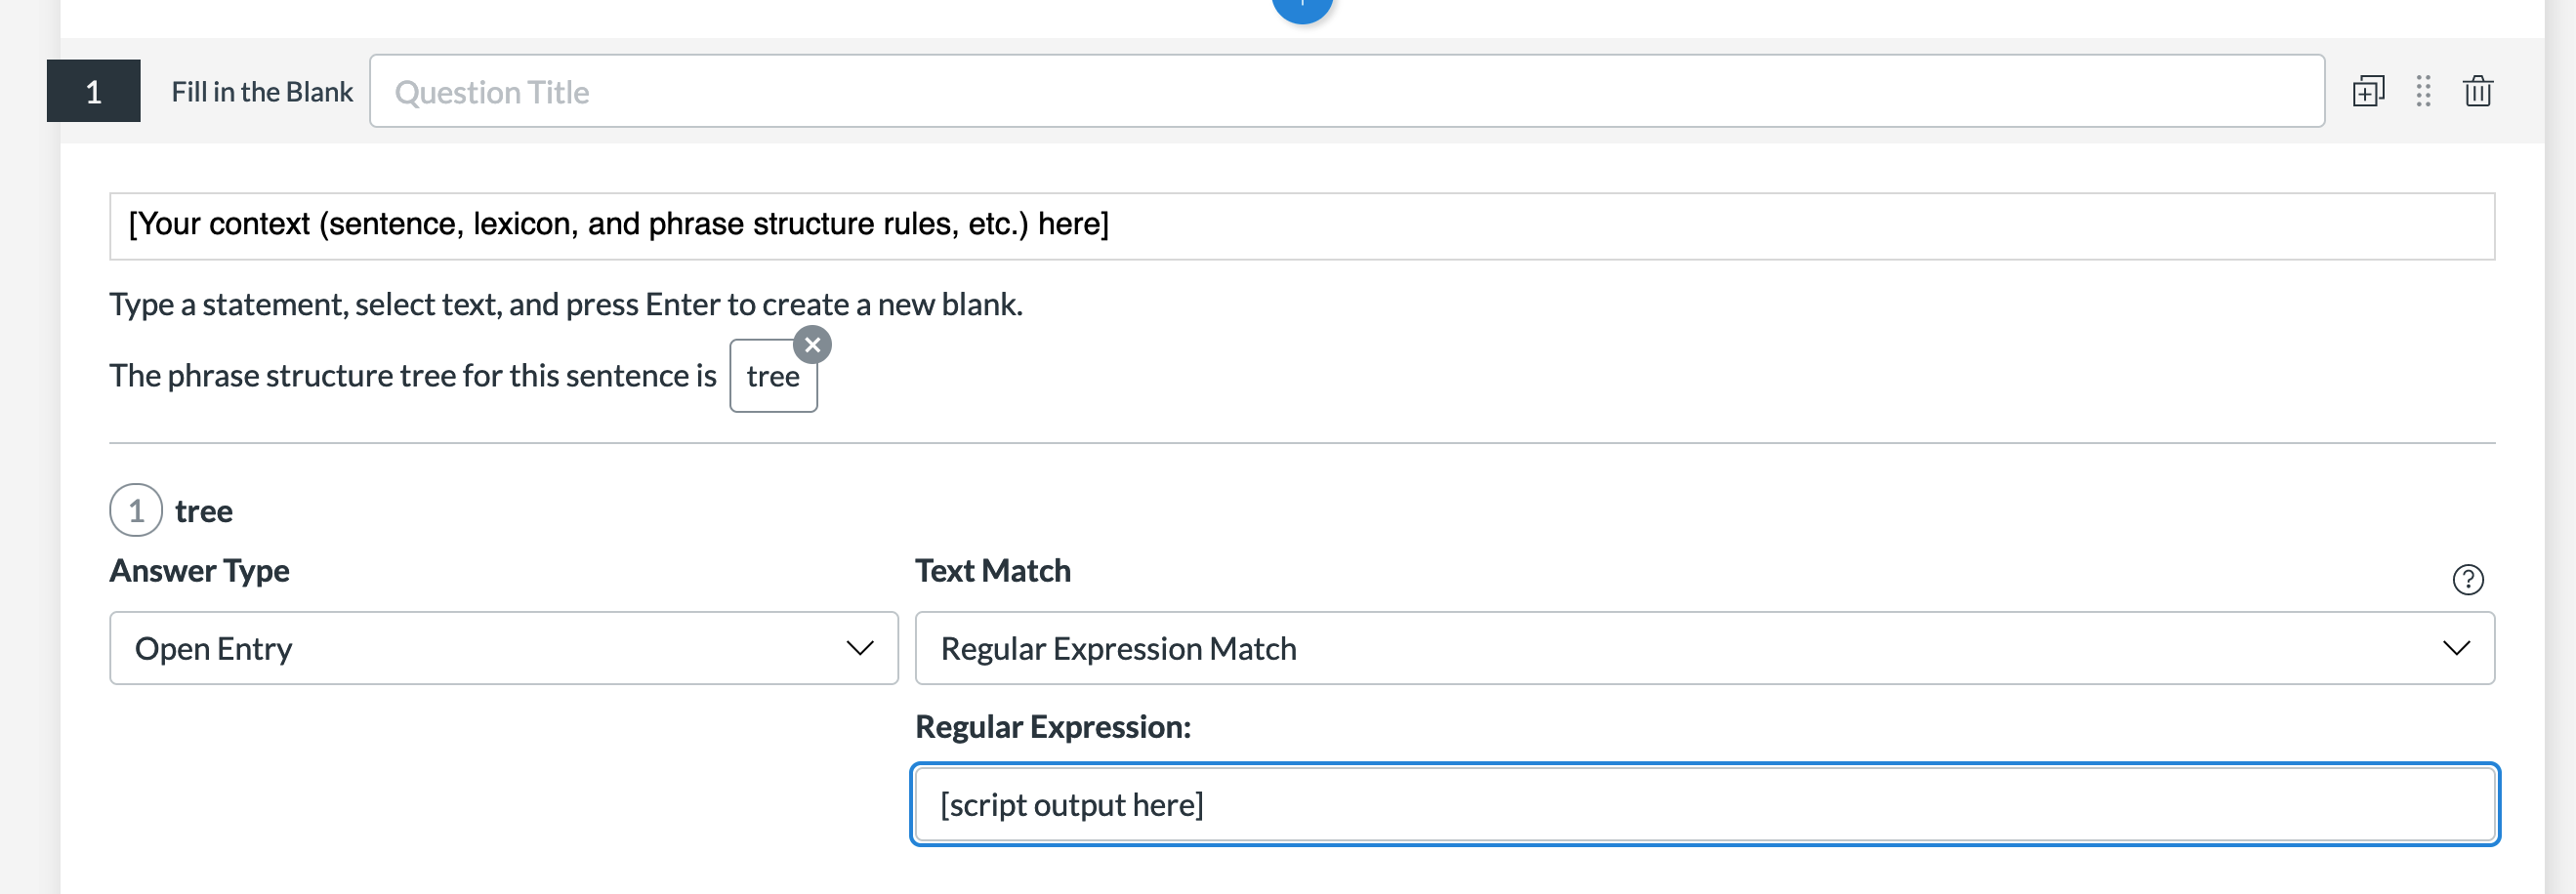 1 Fill in the Blank Question Title
[Your context (sentence, lexicon, and phrase structure rules, etc.) here]
Type a statement, select text, and press Enter to create a new blank.
The phrase structure tree for this sentence is tree
1 tree
Answer Type Text Match
Open Entry Regular Expression Match
Regular Expression:
[script output here]